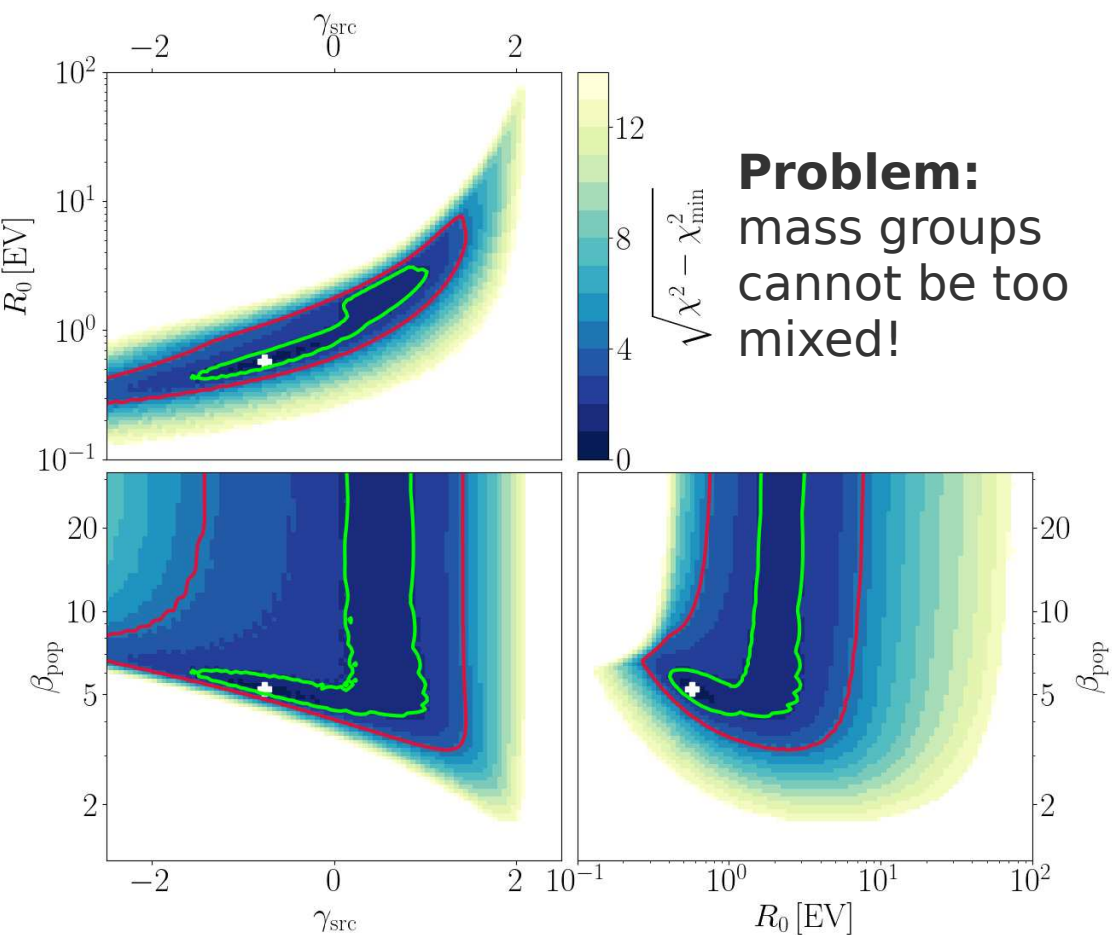 γsrc
−2 0 2
10² 10¹ 10⁰ 10⁻¹
R₀ [EV]
12 8 4 0
√χ² − χ²min
Problem:
mass groups
cannot be too
mixed!
20 10 5 2
βpop
−2 0 2
γsrc
20 10 5 2
βpop
10⁻¹ 10⁰ 10¹ 10²
R₀ [EV]